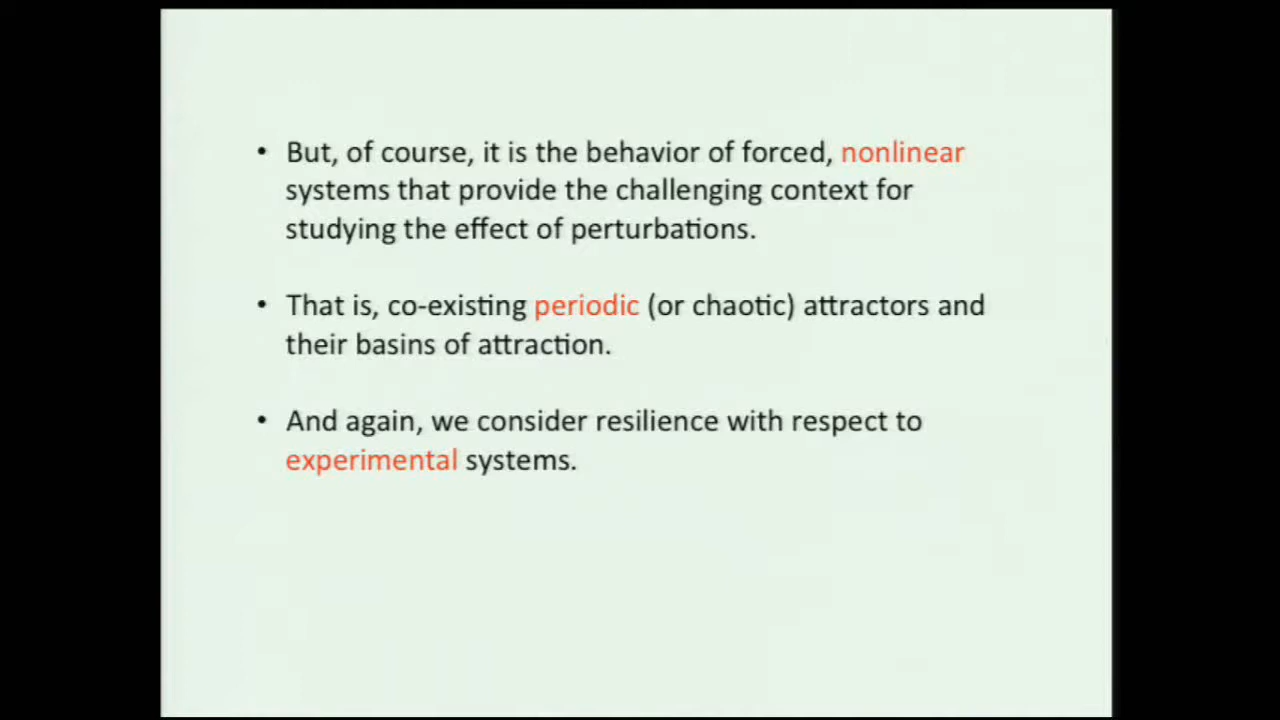 • But, of course, it is the behavior of forced, nonlinear
systems that provide the challenging context for
studying the effect of perturbations.
• That is, co-existing periodic (or chaotic) attractors and
their basins of attraction.
• And again, we consider resilience with respect to
experimental systems.